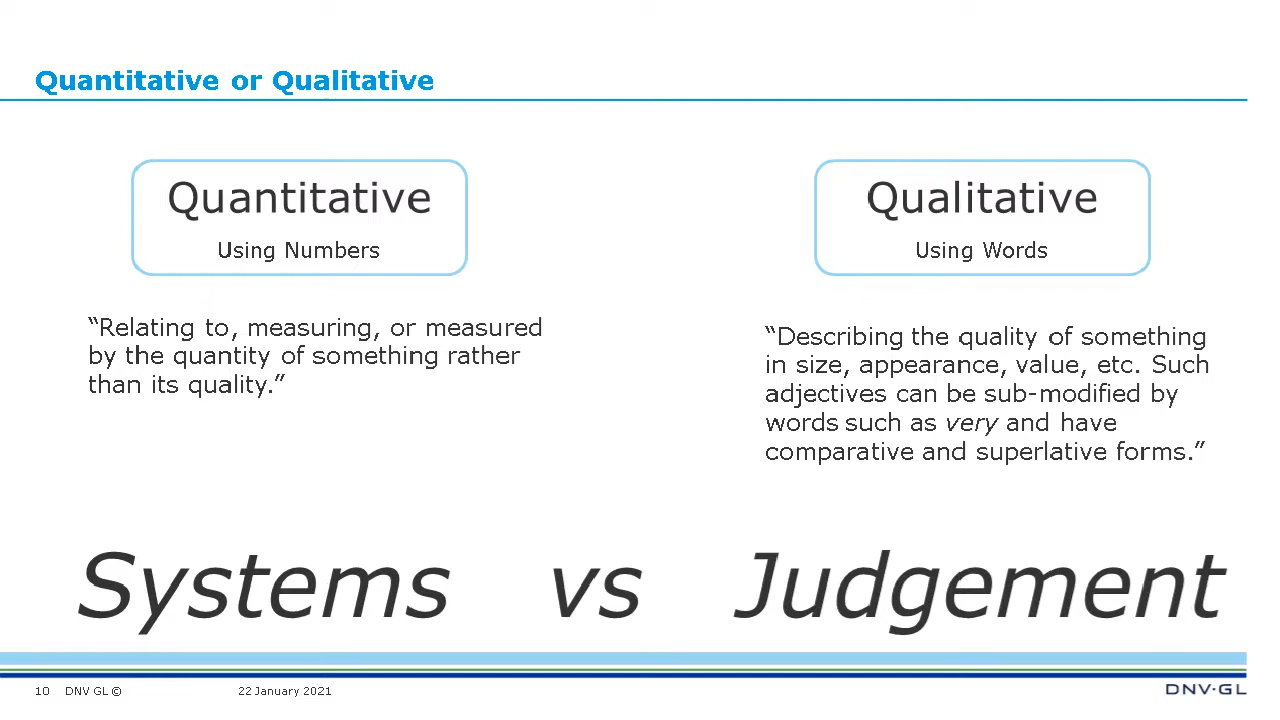 Quantitative or Qualitative
Quantitative
Using Numbers
“Relating to, measuring, or measured
by the quantity of something rather
than its quality.”
Qualitative
Using Words
“Describing the quality of something
in size, appearance, value, etc. Such
adjectives can be sub-modified by
words such as very and have
comparative and superlative forms.”
Systems vs Judgement
10 DNV GL © 22 January 2021
DNV·GL